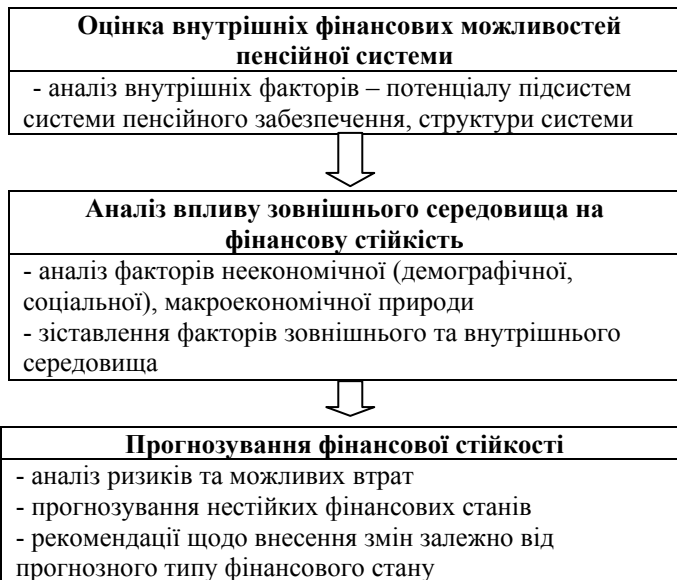 Оцінка внутрішніх фінансових можливостей
пенсійної системи
- аналіз внутрішніх факторів – потенціалу підсистем
системи пенсійного забезпечення, структури системи
Аналіз впливу зовнішнього середовища на
фінансову стійкість
- аналіз факторів неекономічної (демографічної,
соціальної), макроекономічної природи
- зіставлення факторів зовнішнього та внутрішнього
середовища
Прогнозування фінансової стійкості
- аналіз ризиків та можливих втрат
- прогнозування нестійких фінансових станів
- рекомендації щодо внесення змін залежно від
прогнозного типу фінансового стану